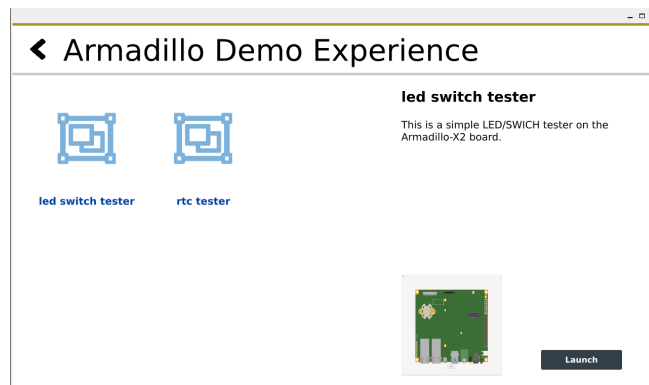 Armadillo Demo Experience
led switch tester
This is a simple LED/SWICH tester on the
Armadillo-X2 board.
led switch tester
rtc tester
Launch